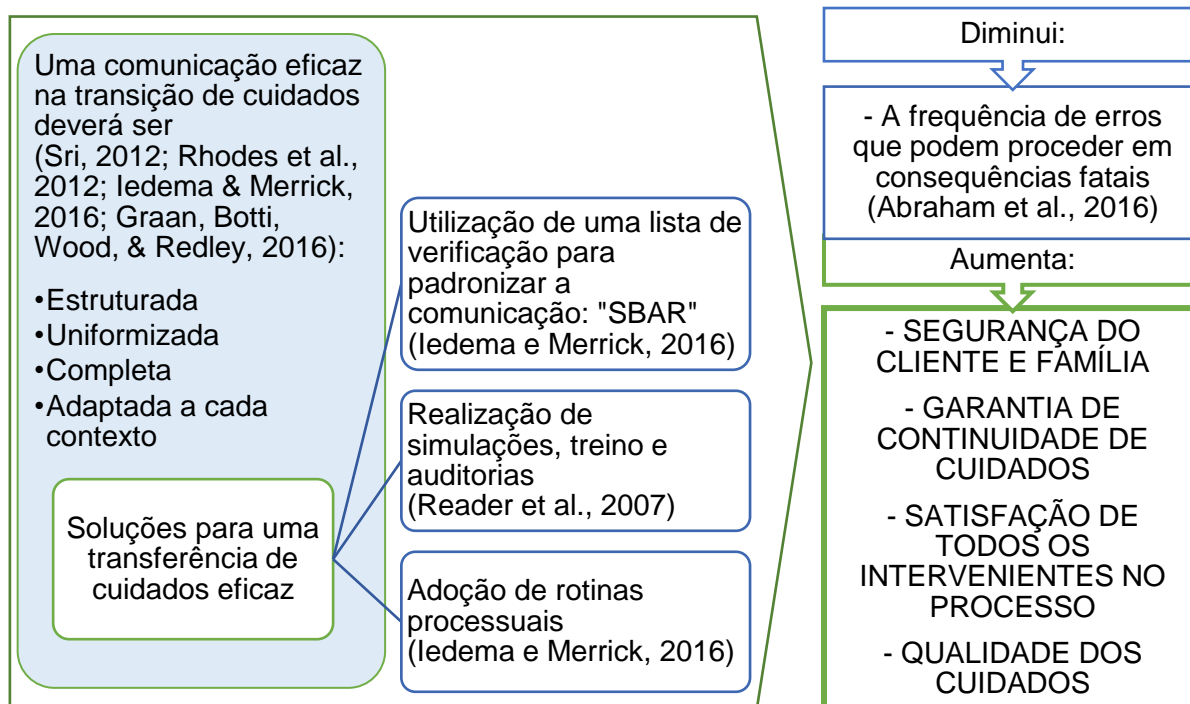 Uma comunicação eficaz
na transição de cuidados
deverá ser
(Sri, 2012; Rhodes et al.,
2012; Iedema & Merrick,
2016; Graan, Botti,
Wood, & Redley, 2016):
•Estruturada
•Uniformizada
•Completa
•Adaptada a cada
contexto
Soluções para uma
transferência de
cuidados eficaz
Utilização de uma lista de
verificação para
padronizar a
comunicação: "SBAR"
(Iedema e Merrick, 2016)
Realização de
simulações, treino e
auditorias
(Reader et al., 2007)
Adoção de rotinas
processuais
(Iedema e Merrick, 2016)
Diminui:
- A frequência de erros
que podem proceder em
consequências fatais
(Abraham et al., 2016)
Aumenta:
- SEGURANÇA DO
CLIENTE E FAMÍLIA
- GARANTIA DE
CONTINUIDADE DE
CUIDADOS
- SATISFAÇÃO DE
TODOS OS
INTERVENIENTES NO
PROCESSO
- QUALIDADE DOS
CUIDADOS